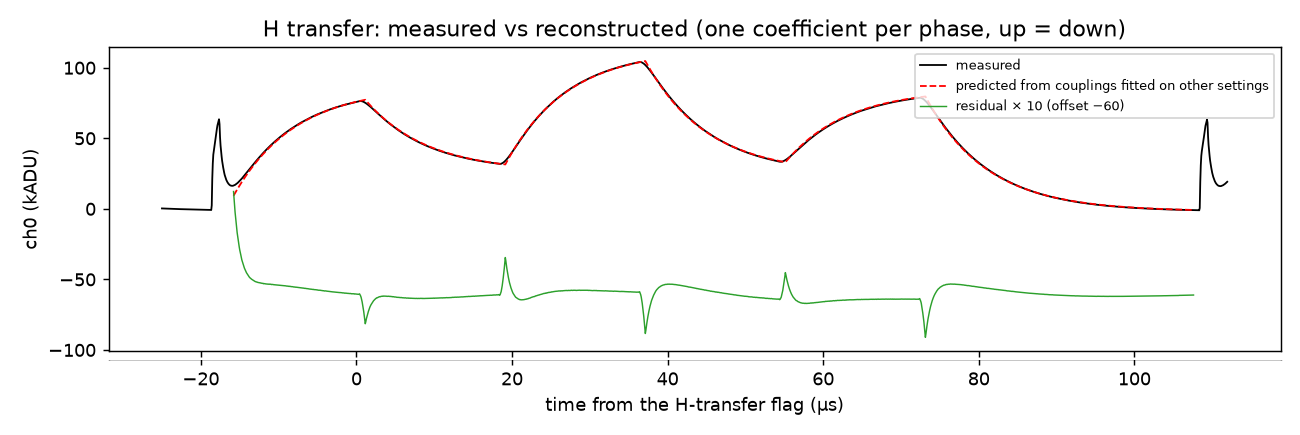 H transfer: measured vs reconstructed (one coefficient per phase, up = down)
measured
predicted from couplings fitted on other settings
residual × 10 (offset −60)
ch0 (kADU)
100
50
0
−50
−100
−20
0
20
40
60
80
100
time from the H-transfer flag (µs)